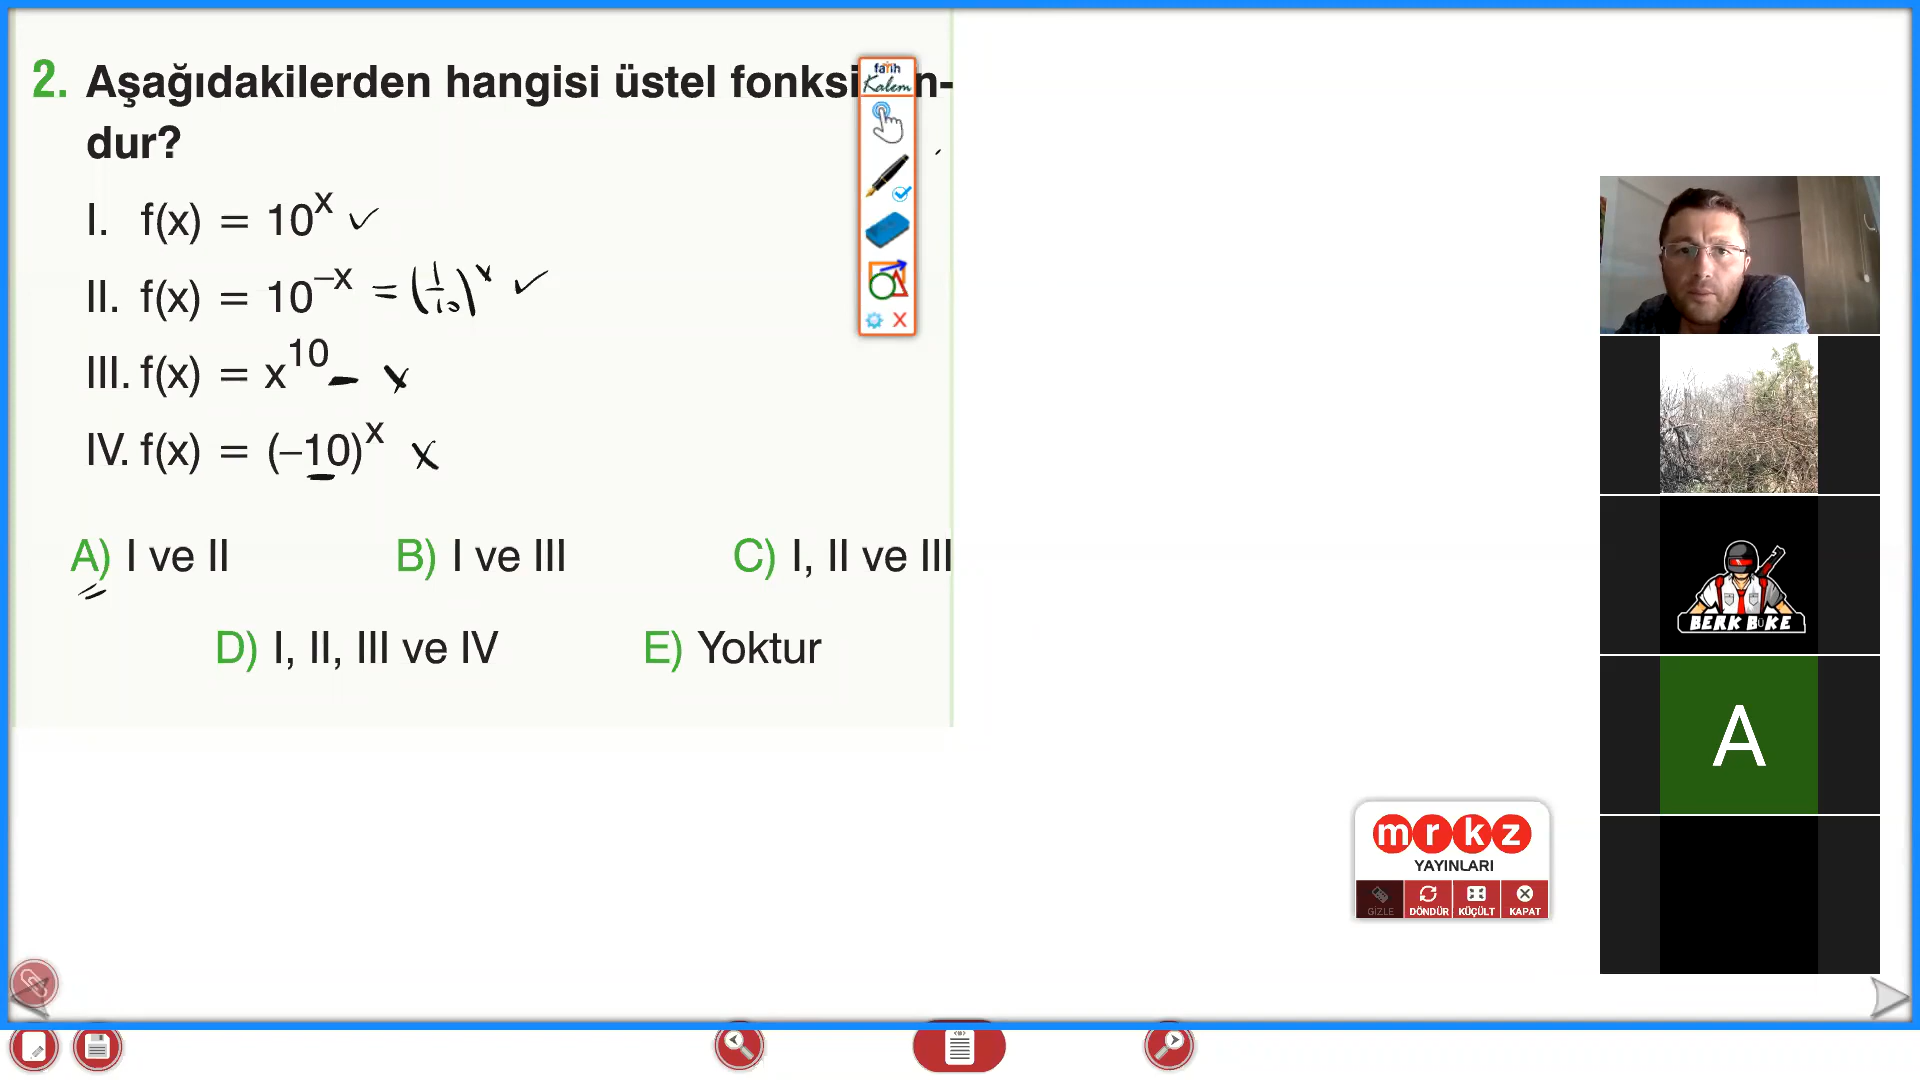 2. Aşağıdakilerden hangisi üstel fonksi n-
dur?
I. f(x) = 10^x ✓
II. f(x) = 10^–x = (1/10)^x ✓
III. f(x) = x^10 – x
IV. f(x) = (–10)^x x
A) I ve II B) I ve III C) I, II ve III
D) I, II, III ve IV E) Yoktur
fatih
Kalem
BERK BÜKE
A
mrkz
YAYINLARI
GİZLE DÖNDÜR KÜÇÜLT KAPAT